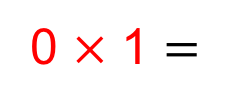 0 × 1 =